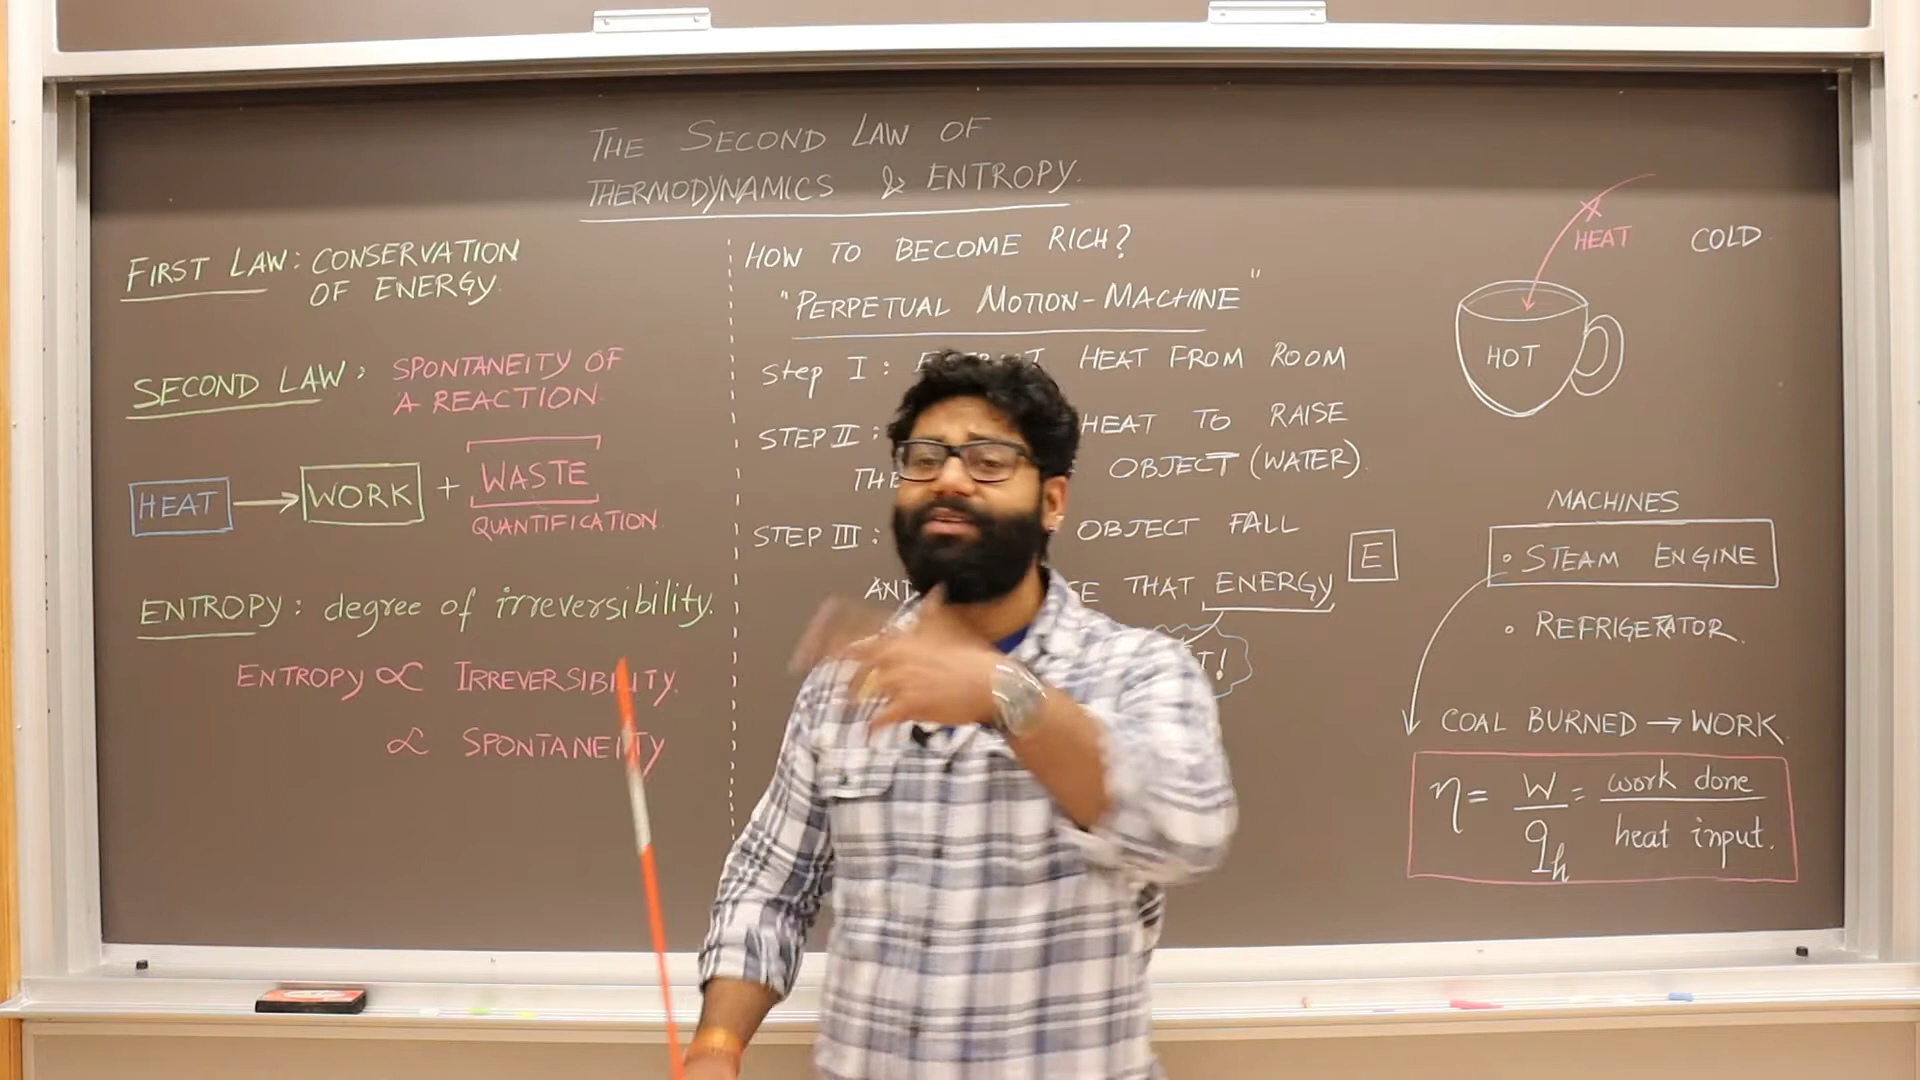 THE SECOND LAW OF
THERMODYNAMICS & ENTROPY.
FIRST LAW: CONSERVATION
OF ENERGY.
SECOND LAW: SPONTANEITY OF
A REACTION.
HEAT → WORK + WASTE
QUANTIFICATION.
ENTROPY: degree of irreversibility.
ENTROPY ∝ IRREVERSIBILITY.
∝ SPONTANEITY
HOW TO BECOME RICH?
"PERPETUAL MOTION-MACHINE"
Step I: HEAT FROM ROOM
STEP II: HEAT TO RAISE
THE OBJECT (WATER).
STEP III: OBJECT FALL
AND THAT ENERGY
E
HEAT
COLD
HOT
MACHINES
• STEAM ENGINE
• REFRIGERATOR.
COAL BURNED → WORK.
η = W/qh = work done / heat input.